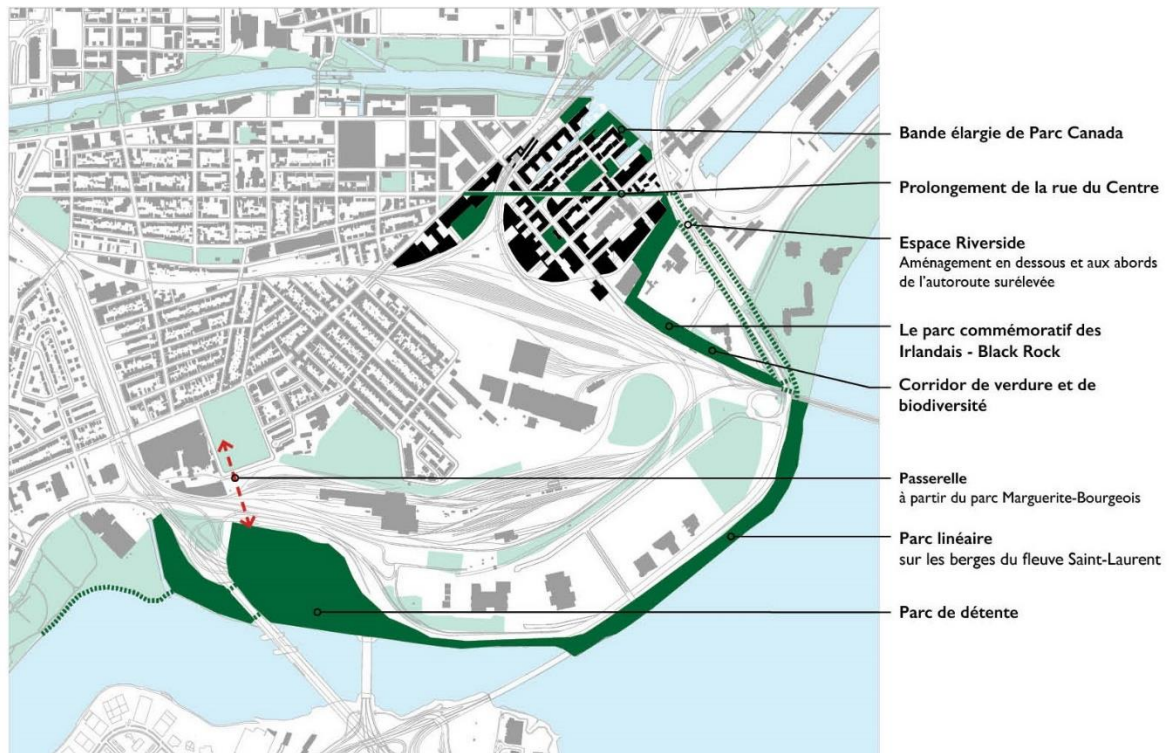 Bande élargie de Parc Canada
Prolongement de la rue du Centre
Espace Riverside
Aménagement en dessous et aux abords
de l'autoroute surélevée
Le parc commémoratif des
Irlandais - Black Rock
Corridor de verdure et de
biodiversité
Passerelle
à partir du parc Marguerite-Bourgeois
Parc linéaire
sur les berges du fleuve Saint-Laurent
Parc de détente